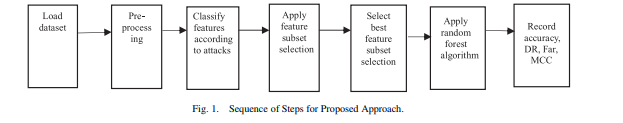 Load
dataset
Pre-
process
ing
Classify
features
according
to attacks
Apply
feature
subset
selection
Select
best
feature
subset
selection
Apply
random
forest
algorithm
Record
accuracy,
DR, Far,
MCC
Fig. 1. Sequence of Steps for Proposed Approach.